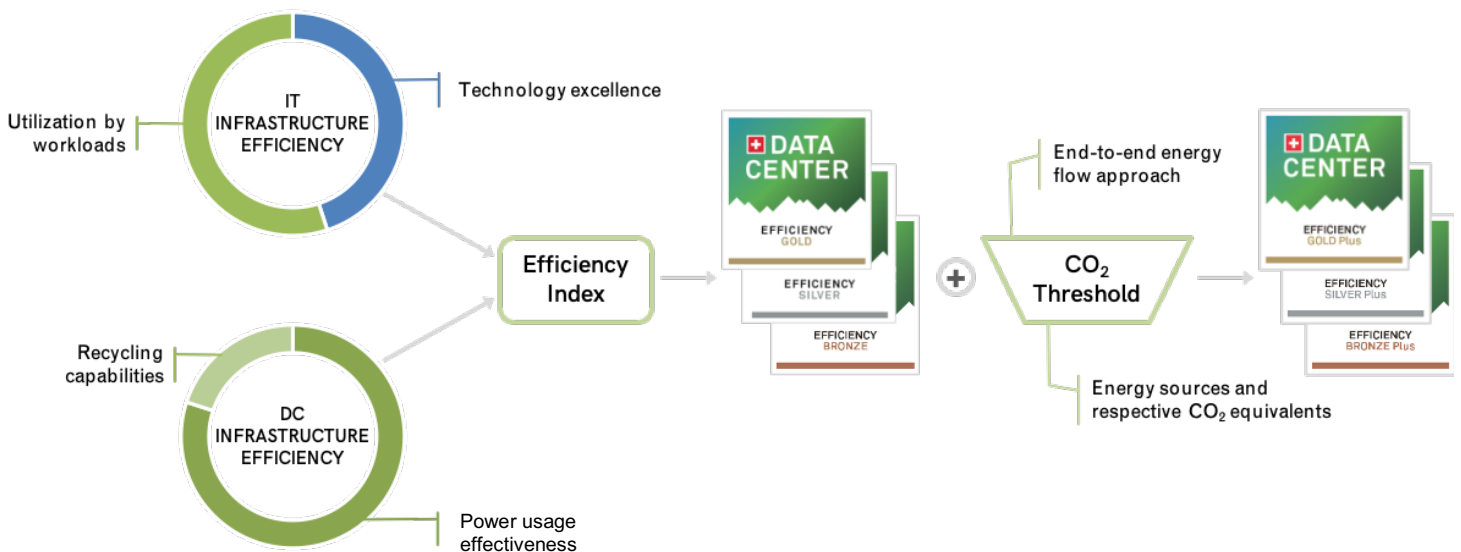 IT
INFRASTRUCTURE
EFFICIENCY
Technology excellence
Utilization by
workloads
Recycling
capabilities
DC
INFRASTRUCTURE
EFFICIENCY
Power usage
effectiveness
Efficiency
Index
DATA
CENTER
EFFICIENCY
GOLD
EFFICIENCY
SILVER
EFFICIENCY
BRONZE
+
End-to-end energy
flow approach
CO₂
Threshold
Energy sources and
respective CO₂ equivalents
DATA
CENTER
EFFICIENCY
GOLD Plus
EFFICIENCY
SILVER Plus
EFFICIENCY
BRONZE Plus